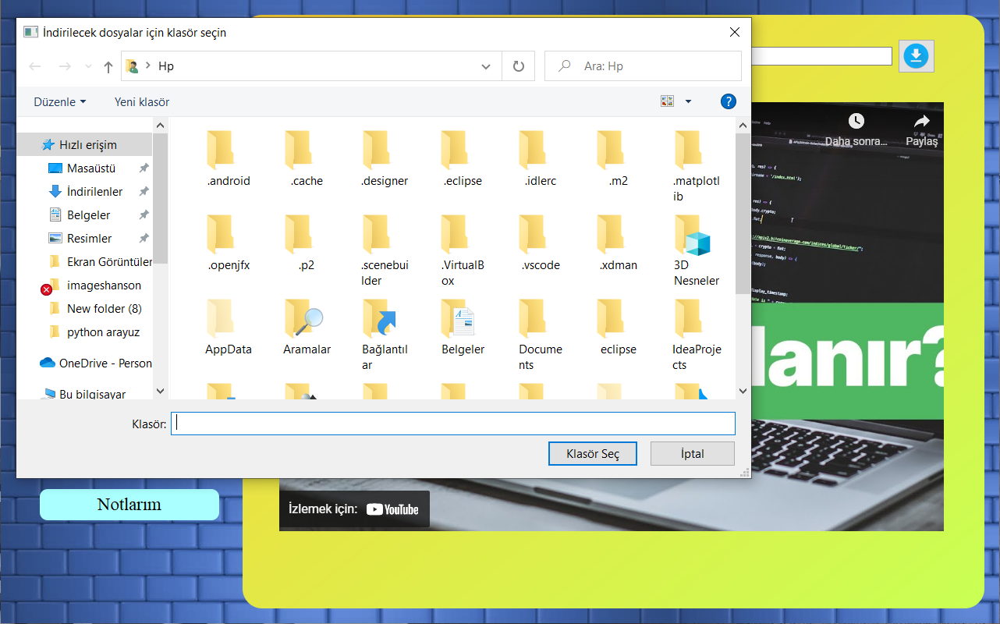 İndirilecek dosyalar için klasör seçin
Hp
Ara: Hp
Düzenle
Yeni klasör
Hızlı erişim
Masaüstü
İndirilenler
Belgeler
Resimler
Ekran Görüntüler
imageshanson
New folder (8)
python arayuz
OneDrive - Person
Bu bilgisayar
.android
.cache
.designer
.eclipse
.idlerc
.m2
.matplotl
ib
.openjfx
.p2
.scenebui
lder
.VirtualB
ox
.vscode
.xdman
3D
Nesneler
AppData
Aramalar
Bağlantıl
ar
Belgeler
Docume
nts
eclipse
IdeaProje
cts
Klasör:
Klasör Seç
İptal
Daha sonra...
Paylaş
lanır?
İzlemek için:
YouTube
Notlarım